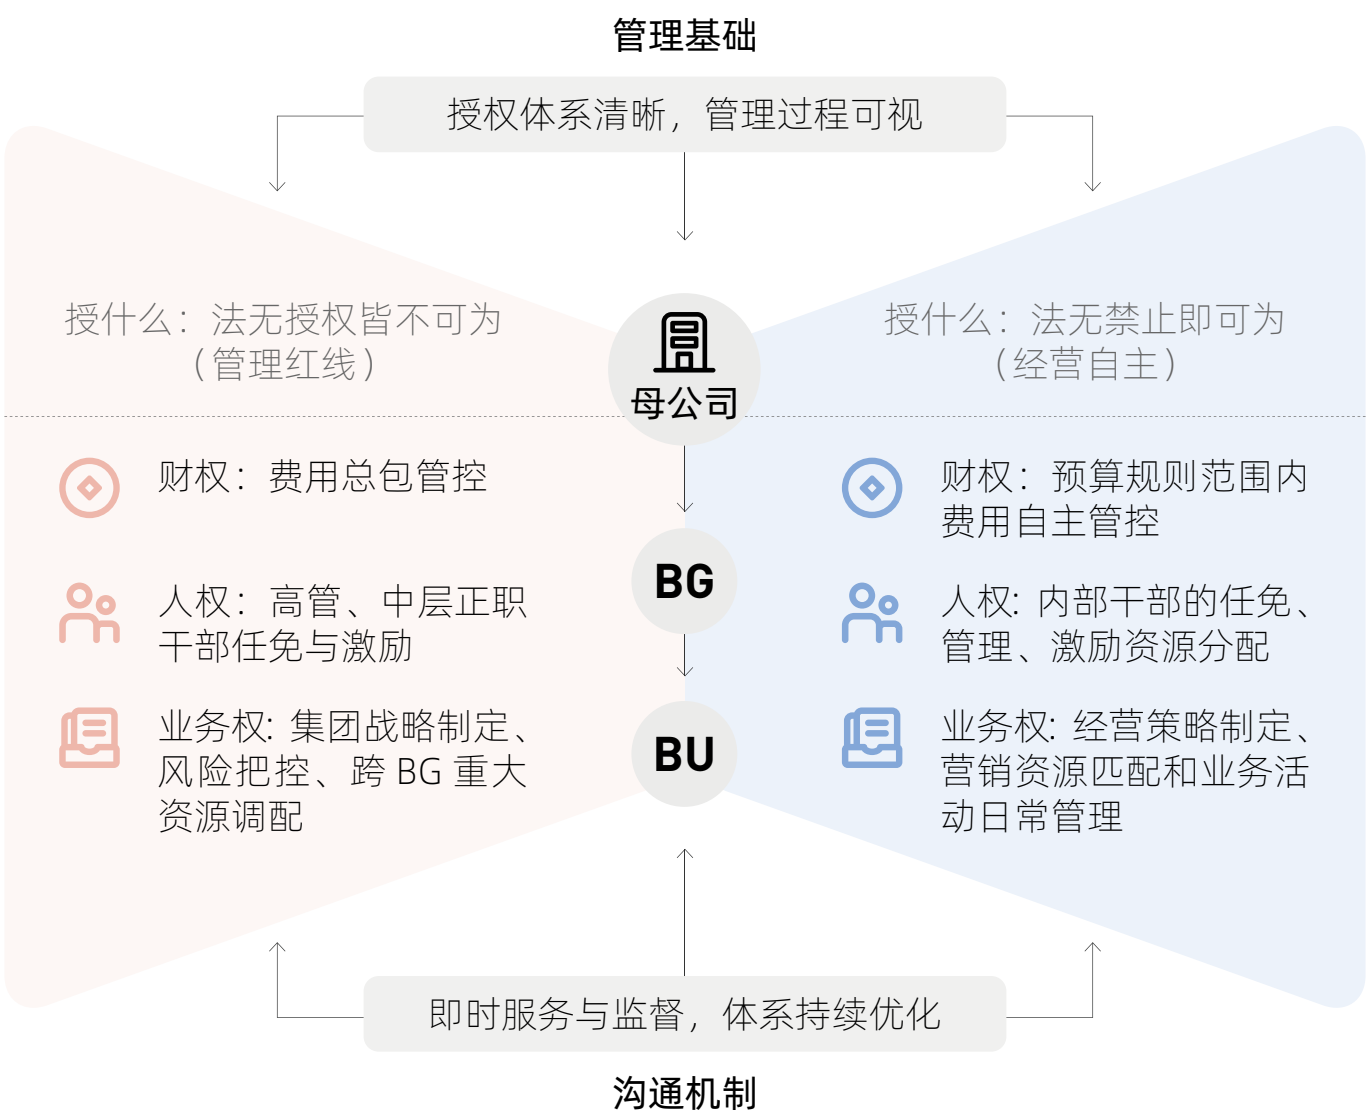 管理基础
授权体系清晰，管理过程可视
授什么：法无授权皆不可为
（管理红线）
授什么：法无禁止即可为
（经营自主）
母公司
财权：费用总包管控
人权：高管、中层正职
干部任免与激励
业务权：集团战略制定、
风险把控、跨 BG 重大
资源调配
BG
BU
财权：预算规则范围内
费用自主管控
人权：内部干部的任免、
管理、激励资源分配
业务权：经营策略制定、
营销资源匹配和业务活
动日常管理
即时服务与监督，体系持续优化
沟通机制